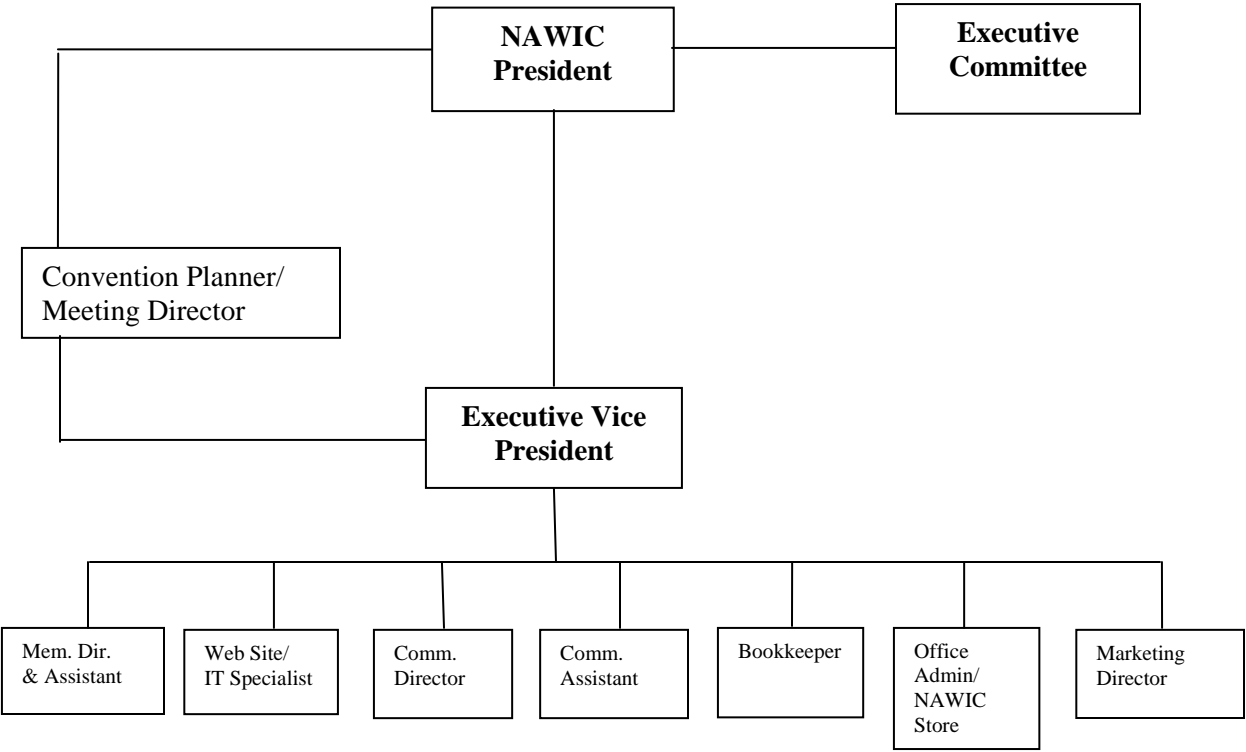 NAWIC
President
Executive
Committee
Convention Planner/
Meeting Director
Executive Vice
President
Mem. Dir.
& Assistant
Web Site/
IT Specialist
Comm.
Director
Comm.
Assistant
Bookkeeper
Office
Admin/
NAWIC
Store
Marketing
Director